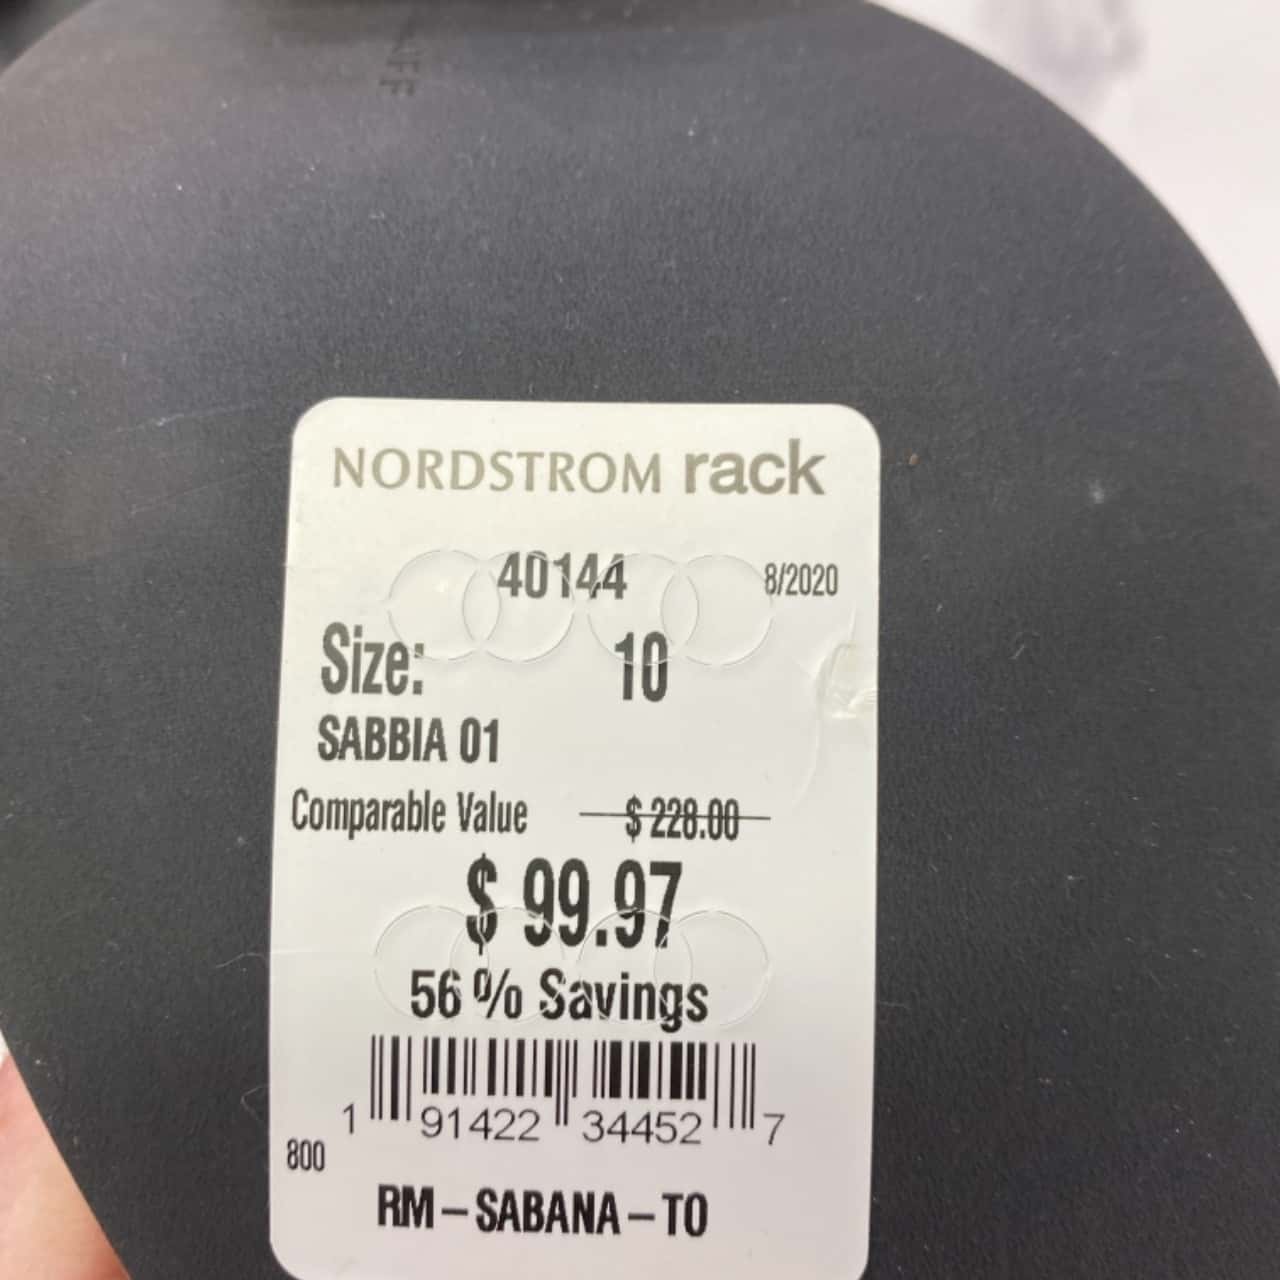 NORDSTROM rack
40144 8/2020
Size: 10
SABBIA 01
Comparable Value $ 228.00
$ 99.97
56 % Savings
1 91422 34452 7
800
RM – SABANA – TO